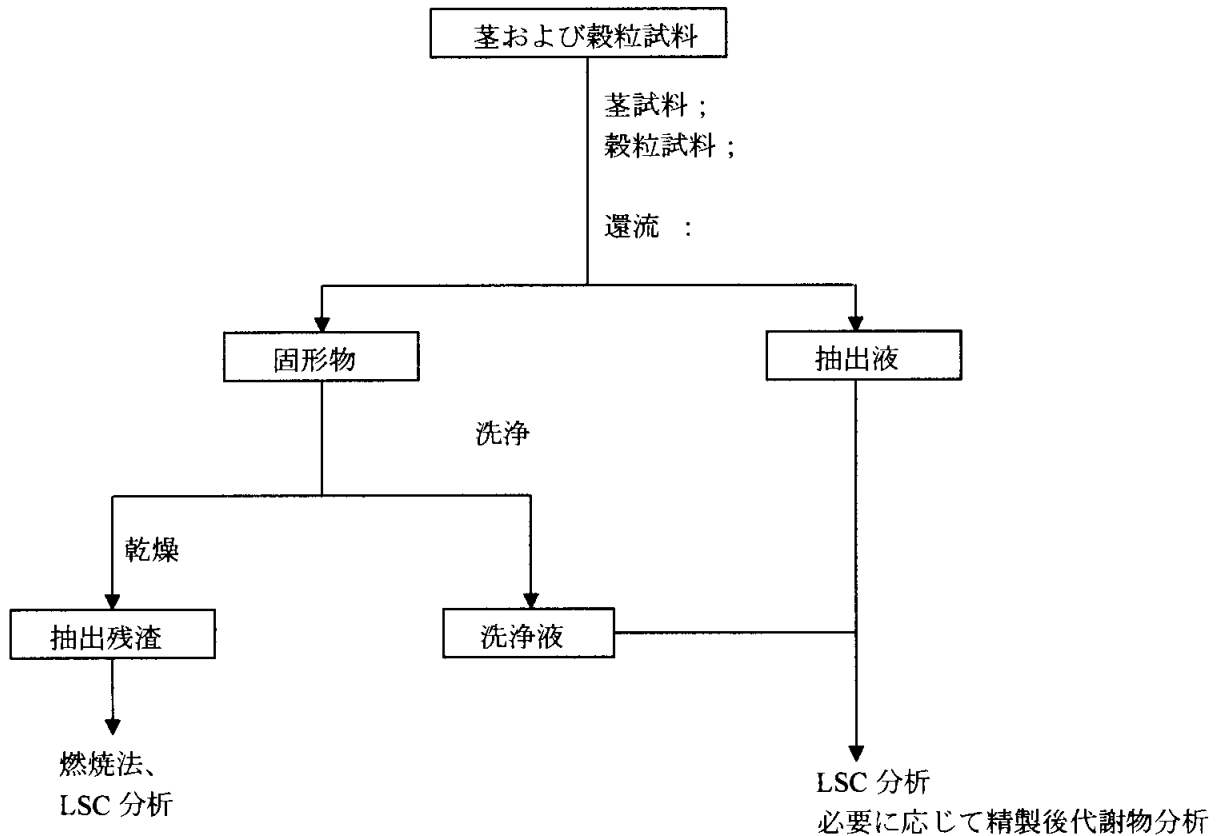 茎および穀粒試料
茎試料；
穀粒試料；
還流　：
固形物
抽出液
洗浄
乾燥
抽出残渣
洗浄液
燃焼法、
LSC 分析
LSC 分析
必要に応じて精製後代謝物分析